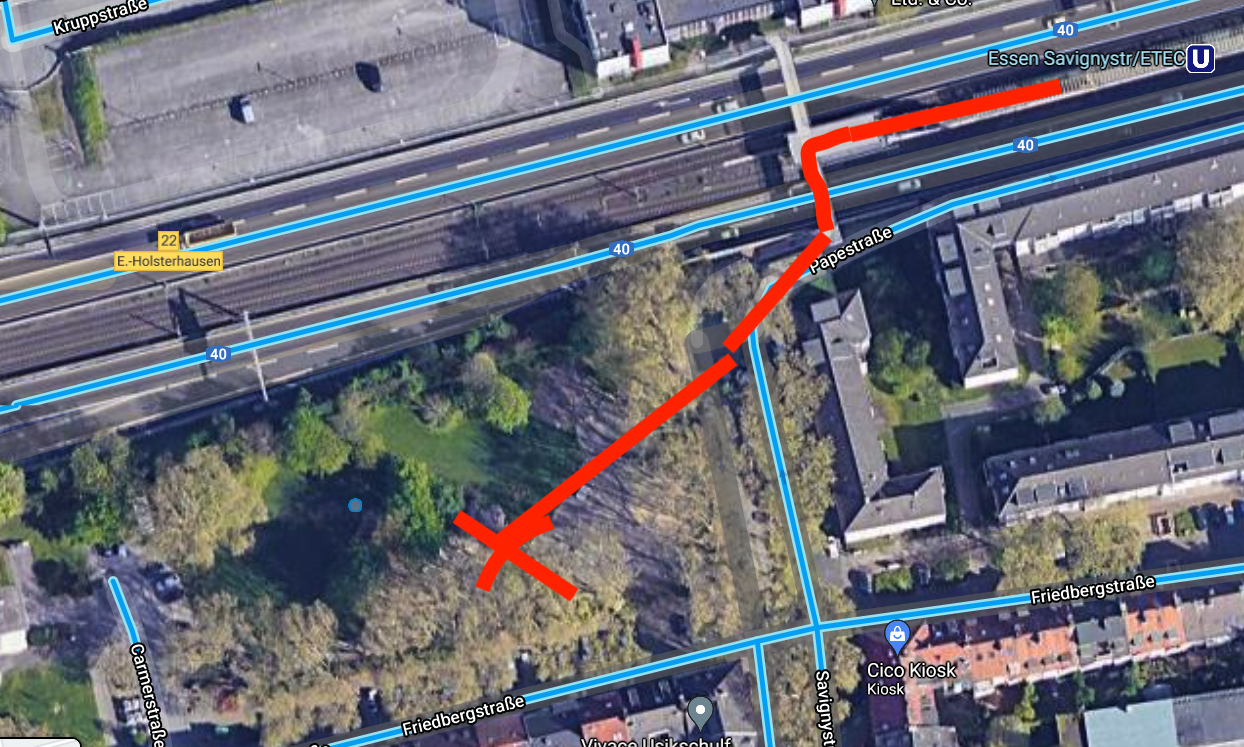 Kruppstraße
Ltd. & Co.
40
Essen Savignystr/ETEC
U
40
22
E.-Holsterhausen
40
Papestraße
40
Friedbergstraße
Cico Kiosk
Kiosk
Carmerstraße
Savignyst
Friedbergstraße